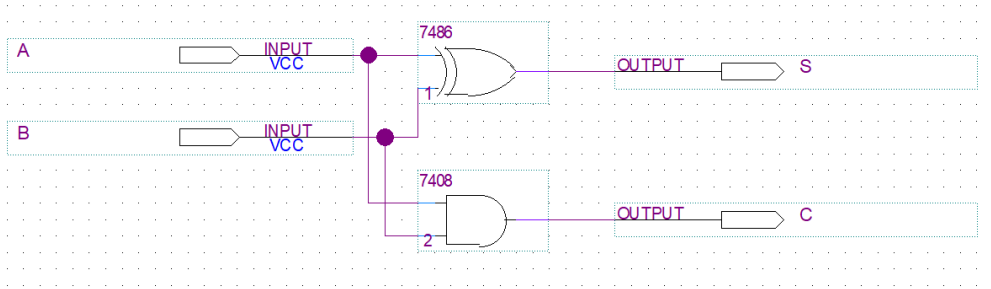 7486
A
INPUT
VCC
OUTPUT
S
1
B
INPUT
VCC
7408
OUTPUT
C
2